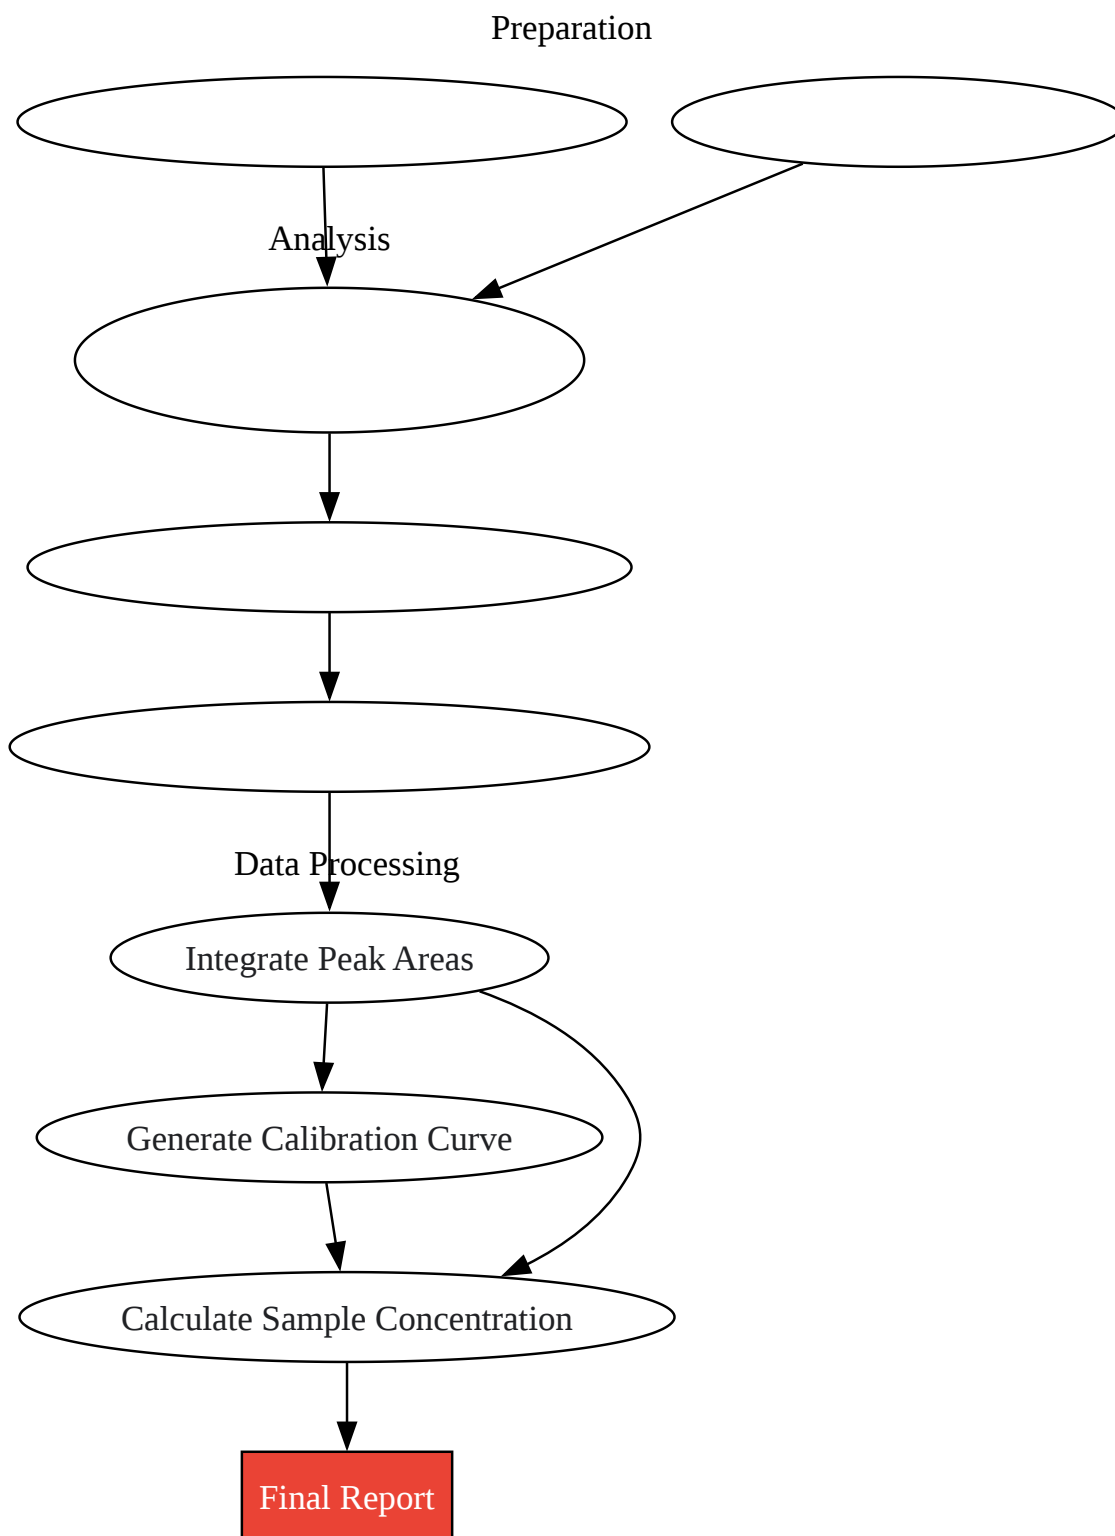 Preparation
Analysis
Data Processing
Integrate Peak Areas
Generate Calibration Curve
Calculate Sample Concentration
Final Report